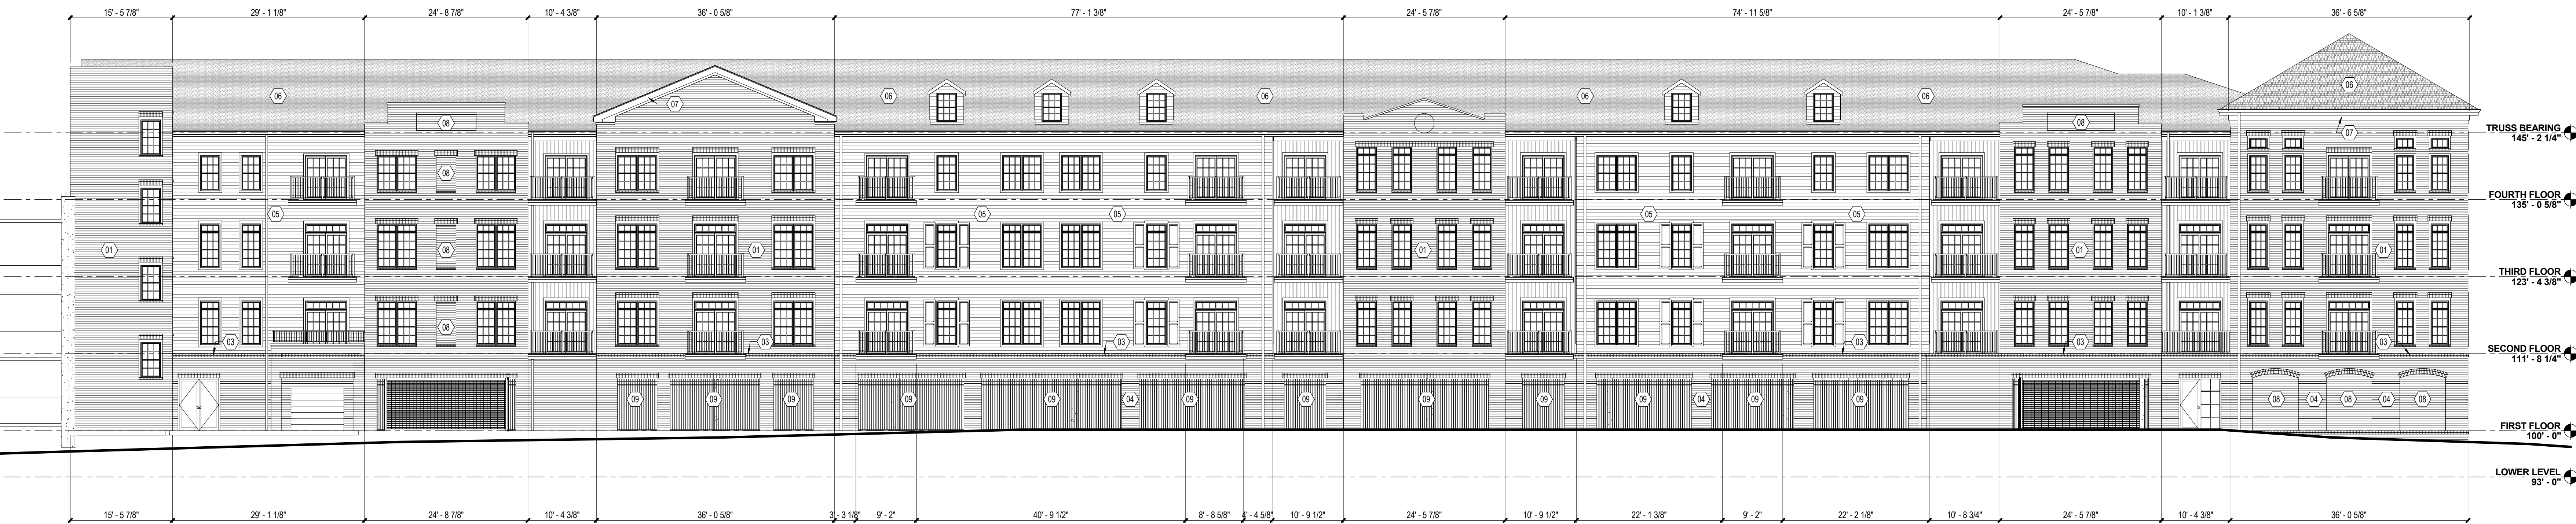 15' - 5 7/8" 29' - 1 1/8" 24' - 8 7/8" 10' - 4 3/8" 36' - 0 5/8" 77' - 1 3/8" 24' - 5 7/8" 74' - 11 5/8" 24' - 5 7/8" 10' - 1 3/8" 36' - 6 5/8"
06 07 06 06 06 06 06
08 08 07
TRUSS BEARING
145' - 2 1/4"
08
FOURTH FLOOR
135' - 0 5/8"
05 05 05 05 05
01 08 01 01 01 01
THIRD FLOOR
123' - 4 3/8"
08
03 03 03 03 03 03
SECOND FLOOR
111' - 8 1/4"
09 09 09 09 09 04 09 09 09 09 09 04 09 09 08 04 08 04 08
FIRST FLOOR
100' - 0"
LOWER LEVEL
93' - 0"
15' - 5 7/8" 29' - 1 1/8" 24' - 8 7/8" 10' - 4 3/8" 36' - 0 5/8" 3' - 3 1/8" 9' - 2" 40' - 9 1/2" 8' - 8 5/8" 4' - 4 5/8" 10' - 9 1/2" 24' - 5 7/8" 10' - 9 1/2" 22' - 1 3/8" 9' - 2" 22' - 2 1/8" 10' - 8 3/4" 24' - 5 7/8" 10' - 4 3/8" 36' - 0 5/8"